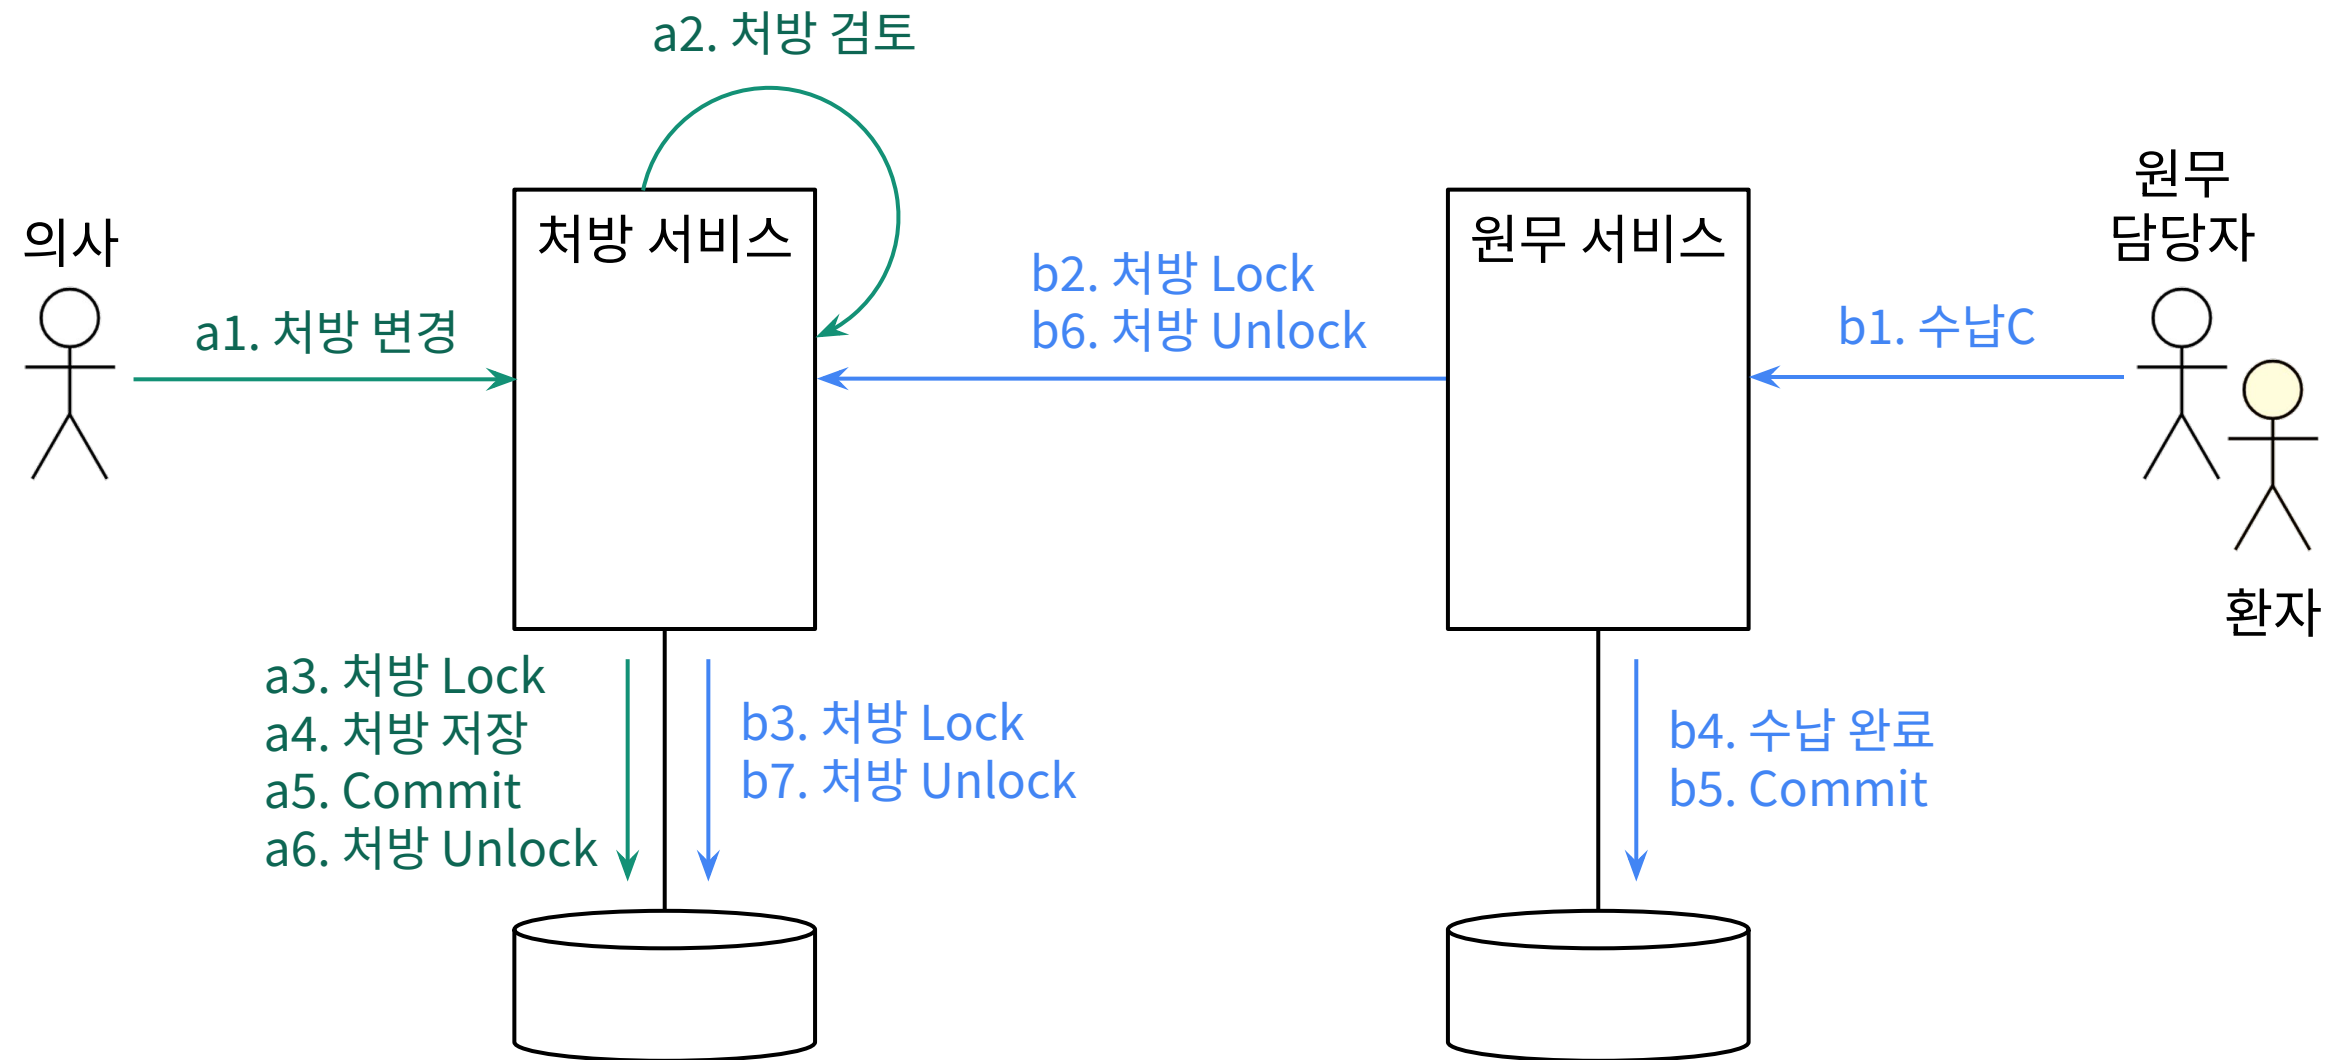 a2. 처방 검토
의사
a1. 처방 변경
처방 서비스
b2. 처방 Lock
b6. 처방 Unlock
원무 서비스
b1. 수납C
원무
담당자
환자
a3. 처방 Lock
a4. 처방 저장
a5. Commit
a6. 처방 Unlock
b3. 처방 Lock
b7. 처방 Unlock
b4. 수납 완료
b5. Commit